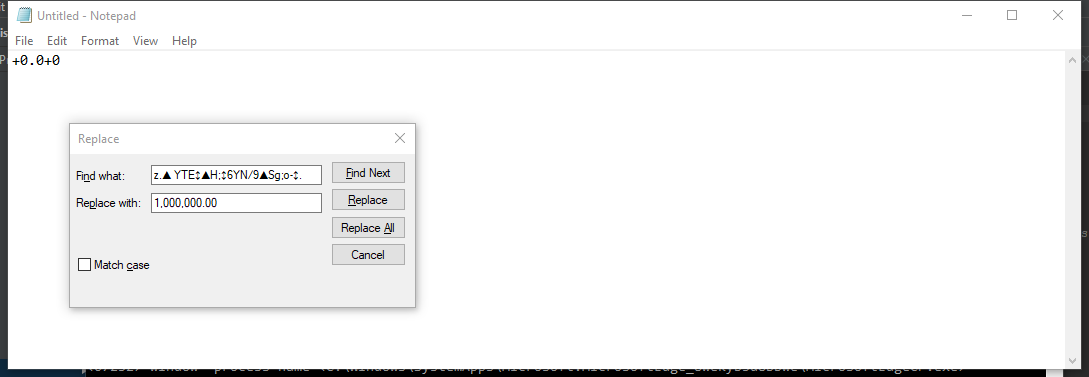 Untitled - Notepad
File Edit Format View Help
+0.0+0
Replace
Find what: z.▲ YTE‡▲H;‡6YN/9▲Sg;o-‡. Find Next
Replace with: 1,000,000.00 Replace
Replace All
Cancel
Match case